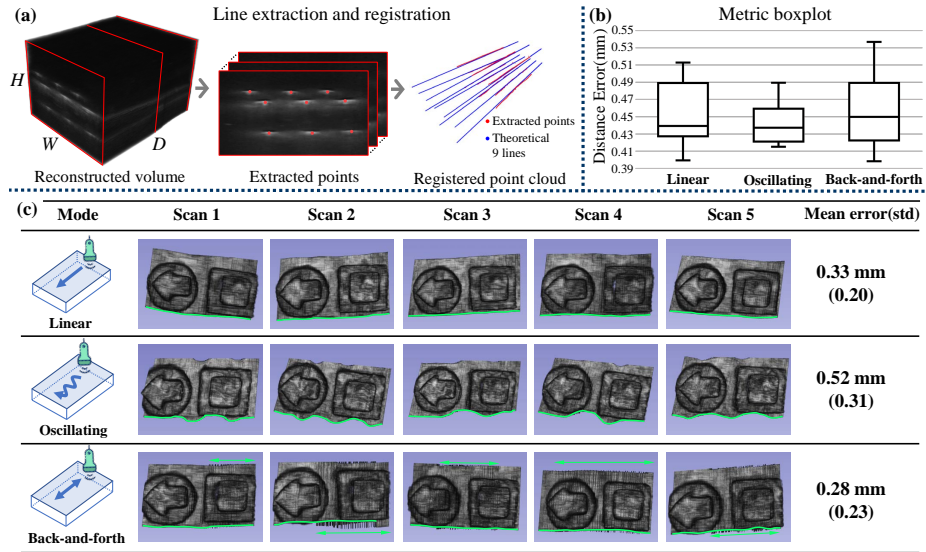 (a) Line extraction and registration
H
W
D
Reconstructed volume
Extracted points
Extracted points
Theoretical
9 lines
Registered point cloud
(b) Metric boxplot
Distance Error(mm)
0.55
0.53
0.51
0.49
0.47
0.45
0.43
0.41
0.39
Linear Oscillating Back-and-forth
(c) Mode Scan 1 Scan 2 Scan 3 Scan 4 Scan 5 Mean error(std)
Linear
0.33 mm
(0.20)
Oscillating
0.52 mm
(0.31)
Back-and-forth
0.28 mm
(0.23)